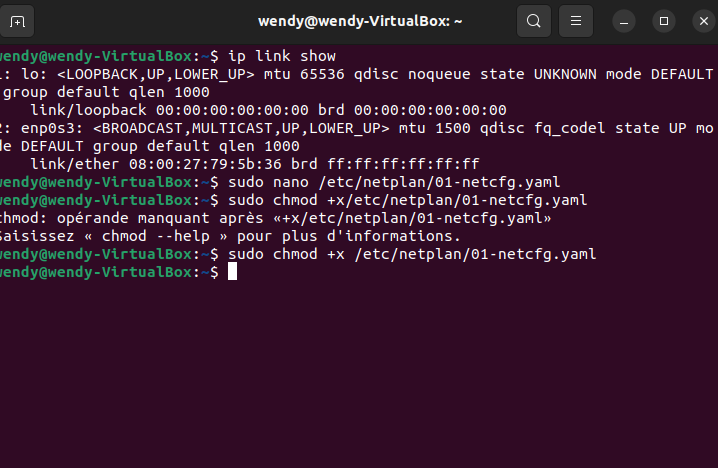 wendy@wendy-VirtualBox: ~
wendy@wendy-VirtualBox:~$ ip link show
1: lo: <LOOPBACK,UP,LOWER_UP> mtu 65536 qdisc noqueue state UNKNOWN mode DEFAULT
group default qlen 1000
link/loopback 00:00:00:00:00:00 brd 00:00:00:00:00:00
2: enp0s3: <BROADCAST,MULTICAST,UP,LOWER_UP> mtu 1500 qdisc fq_codel state UP mo
de DEFAULT group default qlen 1000
link/ether 08:00:27:79:5b:36 brd ff:ff:ff:ff:ff:ff
wendy@wendy-VirtualBox:~$ sudo nano /etc/netplan/01-netcfg.yaml
wendy@wendy-VirtualBox:~$ sudo chmod +x/etc/netplan/01-netcfg.yaml
chmod: opérande manquant après «+x/etc/netplan/01-netcfg.yaml»
Saisissez « chmod --help » pour plus d'informations.
wendy@wendy-VirtualBox:~$ sudo chmod +x /etc/netplan/01-netcfg.yaml
wendy@wendy-VirtualBox:~$